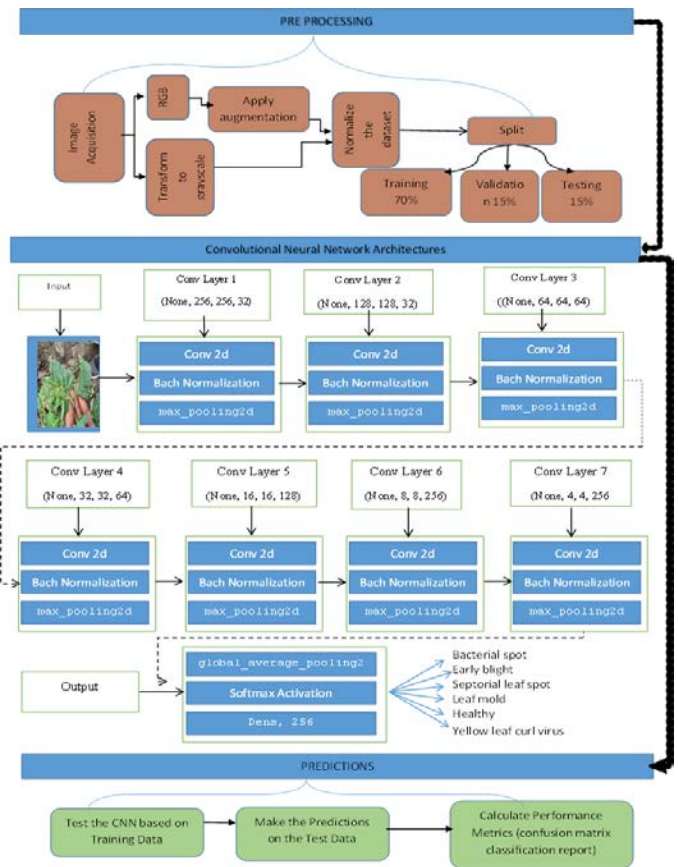 PRE PROCESSING
Image
Acquisition
RGB
Apply
augmentation
Transform
to
grayscale
Normalize
the
dataset
Split
Training
70%
Validatio
n 15%
Testing
15%
Convolutional Neural Network Architectures
Input
Conv Layer 1
(None, 256, 256, 32)
Conv Layer 2
(None, 128, 128, 32)
Conv Layer 3
((None, 64, 64, 64)
Conv 2d
Bach Normalization
max_pooling2d
Conv 2d
Bach Normalization
max_pooling2d
Conv 2d
Bach Normalization
max_pooling2d
Conv Layer 4
(None, 32, 32, 64)
Conv Layer 5
(None, 16, 16, 128)
Conv Layer 6
(None, 8, 8, 256)
Conv Layer 7
(None, 4, 4, 256
Conv 2d
Bach Normalization
max_pooling2d
Conv 2d
Bach Normalization
max_pooling2d
Conv 2d
Bach Normalization
max_pooling2d
Conv 2d
Bach Normalization
max_pooling2d
Output
global_average_pooling2
Softmax Activation
Dens, 256
Bacterial spot
Early blight
Septorial leaf spot
Leaf mold
Healthy
Yellow leaf curl virus
PREDICTIONS
Test the CNN based on
Training Data
Make the Predictions
on the Test Data
Calculate Performance
Metrics (confusion matrix
classification report)